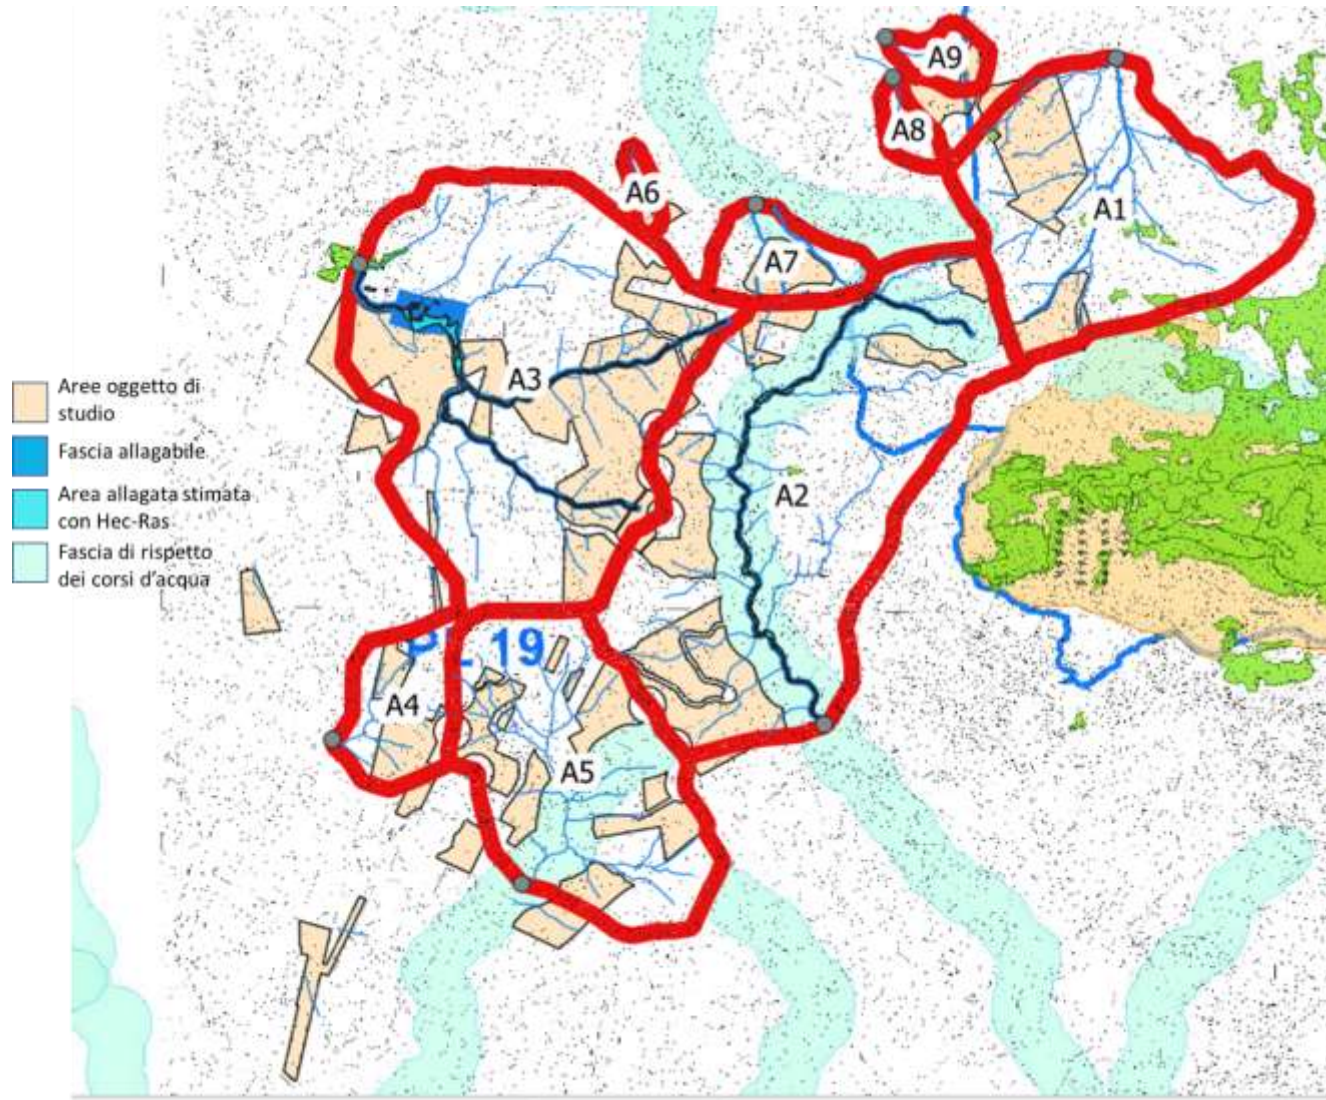 A9
A8
A1
A6
A7
A3
A2
Aree oggetto di
studio
Fascia allagabile
Area allagata stimata
con Hec-Ras
Fascia di rispetto
dei corsi d'acqua
19
A4
A5